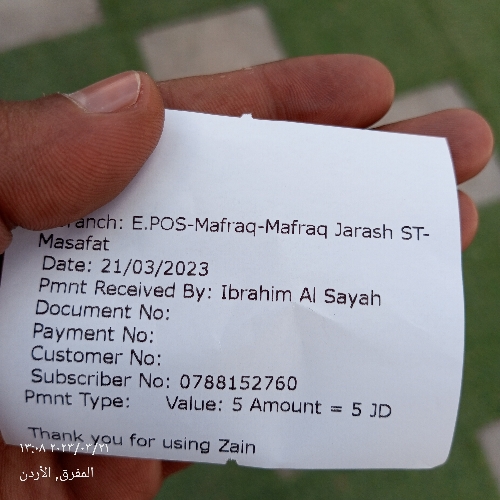 anch: E.POS-Mafraq-Mafraq Jarash ST-
Masafat
Date: 21/03/2023
Pmnt Received By: Ibrahim Al Sayah
Document No:
Payment No:
Customer No:
Subscriber No: 0788152760
Pmnt Type: Value: 5 Amount = 5 JD
Thank you for using Zain
٢٠٢٣/٠٣/٢١ ١٣:٠٨
المفرق, الأردن